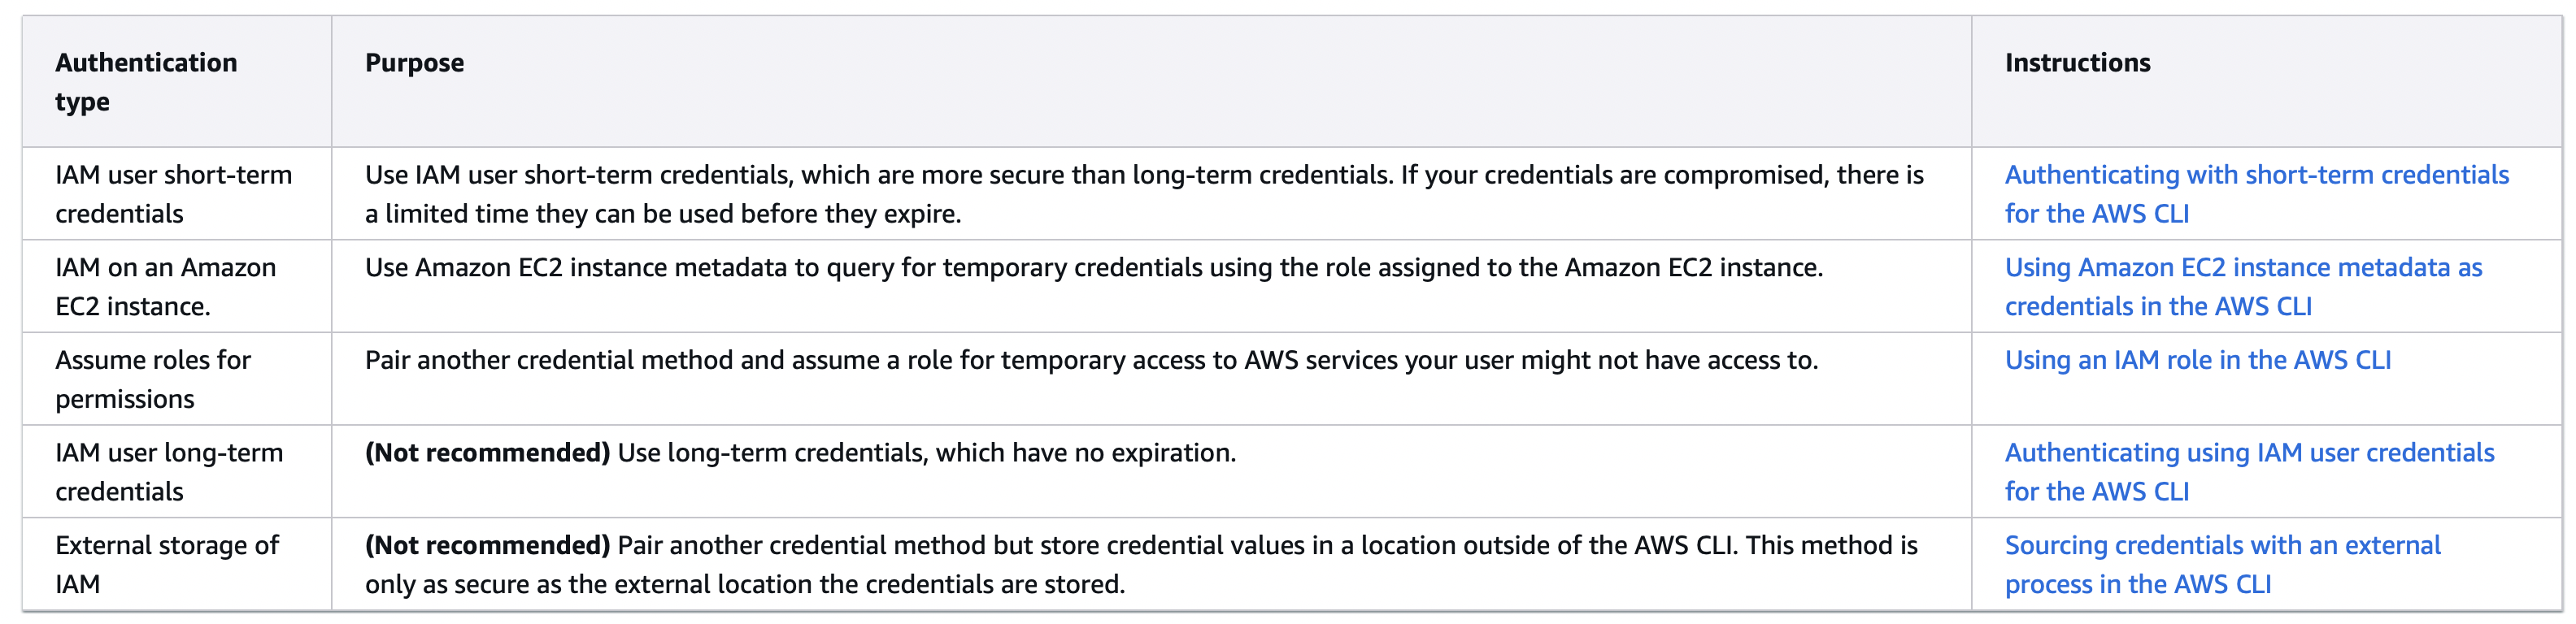 Authentication
type
Purpose
Instructions
IAM user short-term
credentials
Use IAM user short-term credentials, which are more secure than long-term credentials. If your credentials are compromised, there is
a limited time they can be used before they expire.
Authenticating with short-term credentials
for the AWS CLI
IAM on an Amazon
EC2 instance.
Use Amazon EC2 instance metadata to query for temporary credentials using the role assigned to the Amazon EC2 instance.
Using Amazon EC2 instance metadata as
credentials in the AWS CLI
Assume roles for
permissions
Pair another credential method and assume a role for temporary access to AWS services your user might not have access to.
Using an IAM role in the AWS CLI
IAM user long-term
credentials
(Not recommended) Use long-term credentials, which have no expiration.
Authenticating using IAM user credentials
for the AWS CLI
External storage of
IAM
(Not recommended) Pair another credential method but store credential values in a location outside of the AWS CLI. This method is
only as secure as the external location the credentials are stored.
Sourcing credentials with an external
process in the AWS CLI